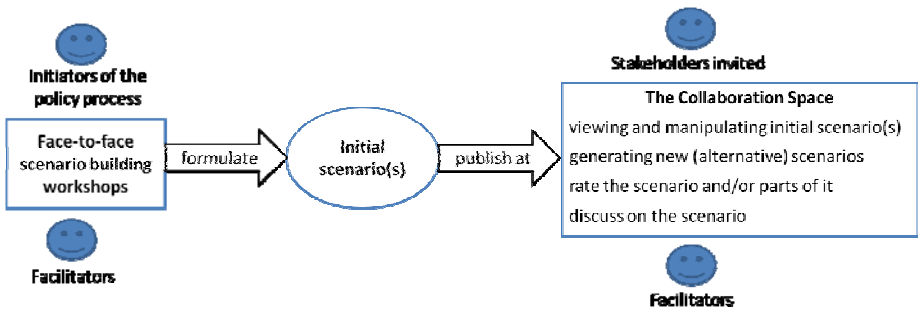 Initiators of the
policy process
Face-to-face
scenario building
workshops
Facilitators
formulate
Initial
scenario(s)
publish at
Stakeholders invited
The Collaboration Space
viewing and manipulating initial scenario(s)
generating new (alternative) scenarios
rate the scenario and/or parts of it
discuss on the scenario
Facilitators